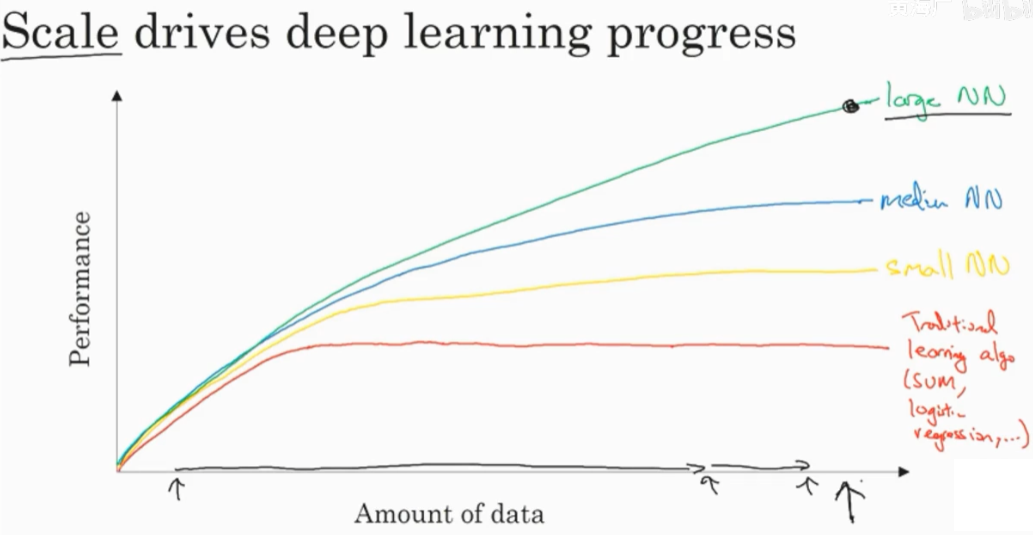 Scale drives deep learning progress
large NN
medium NN
small NN
Traditional
learning algo
(SVM,
logistic
regression,...)
Performance
Amount of data